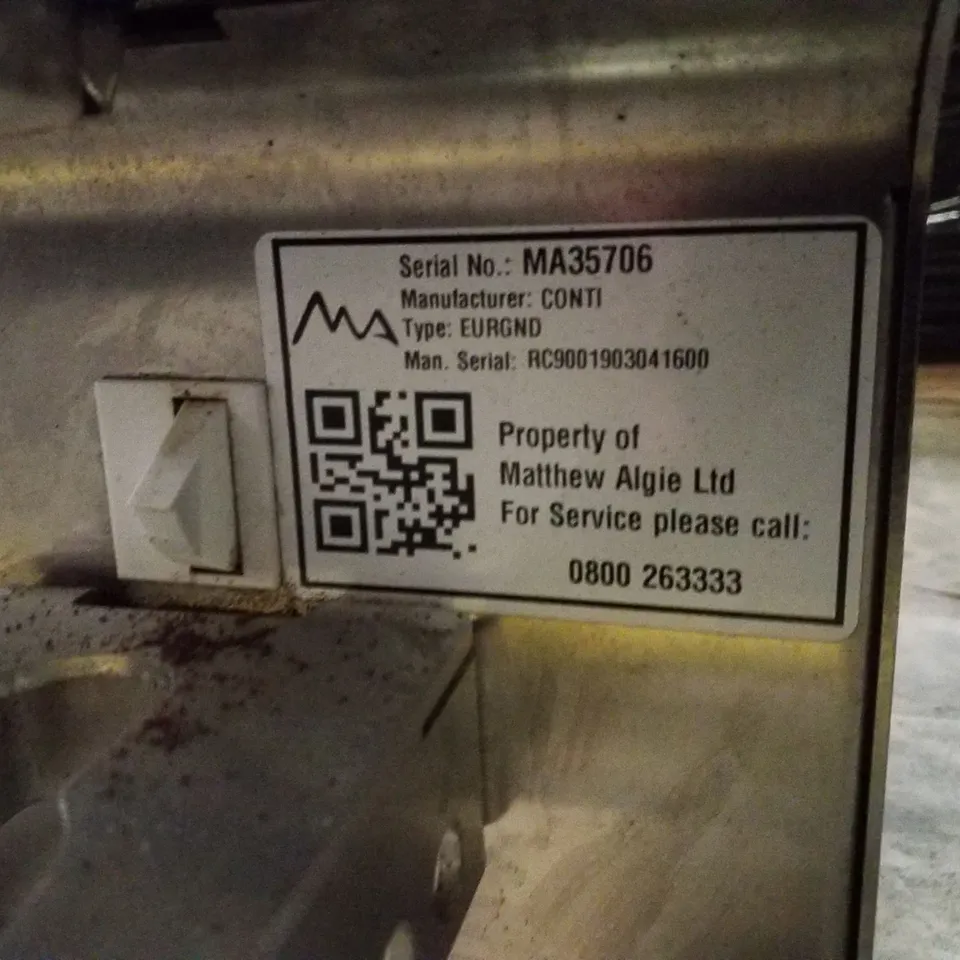 Serial No.: MA35706
Manufacturer: CONTI
MA
Type: EURGND
Man. Serial: RC9001903041600
Property of
Matthew Algie Ltd
For Service please call:
0800 263333